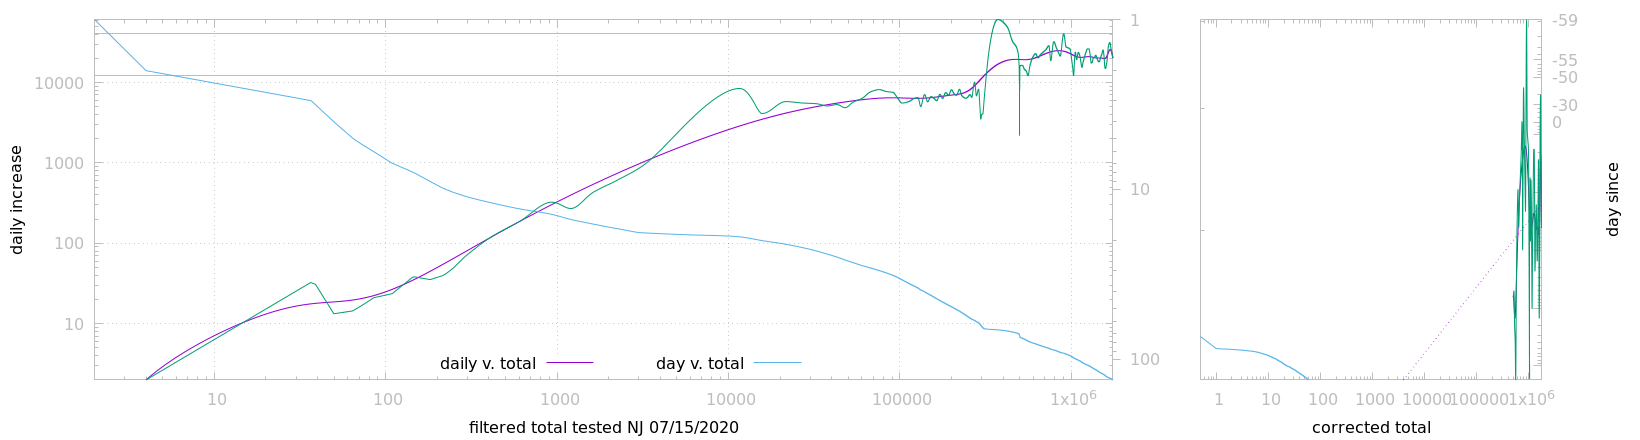 daily increase
10000
1000
100
10
daily v. total
day v. total
10
100
1000
10000
100000
1x10^6
filtered total tested NJ 07/15/2020
1
10
100
-59
-55
-50
-30
0
day since
1
10
100
1000
10000
100000
1x10^6
corrected total